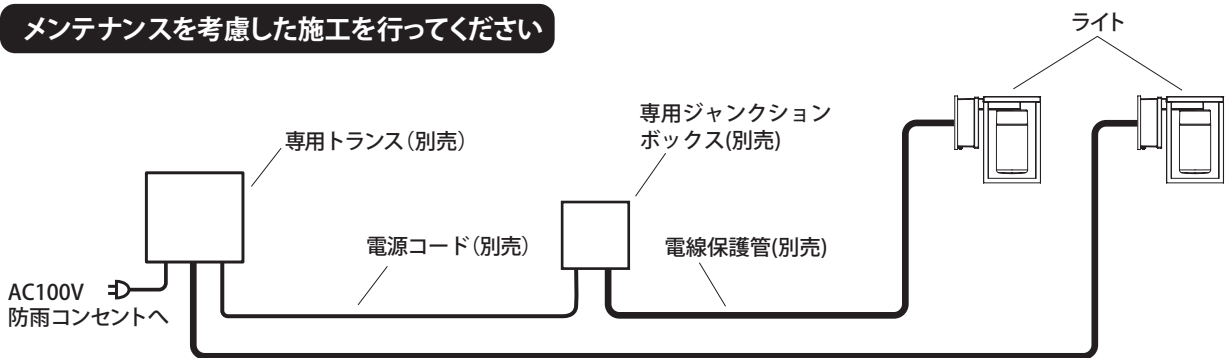 メンテナンスを考慮した施工を行ってください
ライト
専用ジャンクション
ボックス(別売)
専用トランス（別売）
電源コード（別売）
電線保護管(別売)
AC100V
防雨コンセントへ